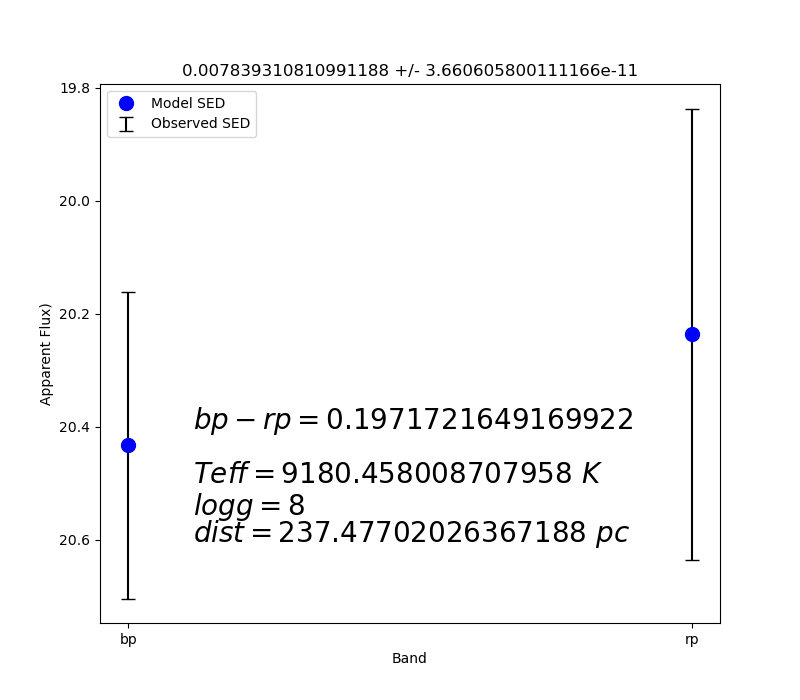 0.007839310810991188 +/- 3.660605800111166e-11
19.8
Model SED
Observed SED
20.0
20.2
Apparent Flux)
20.4
bp − rp = 0.1971721649169922
Teff = 9180.458008707958 K
logg = 8
dist = 237.47702026367188 pc
20.6
bp
rp
Band